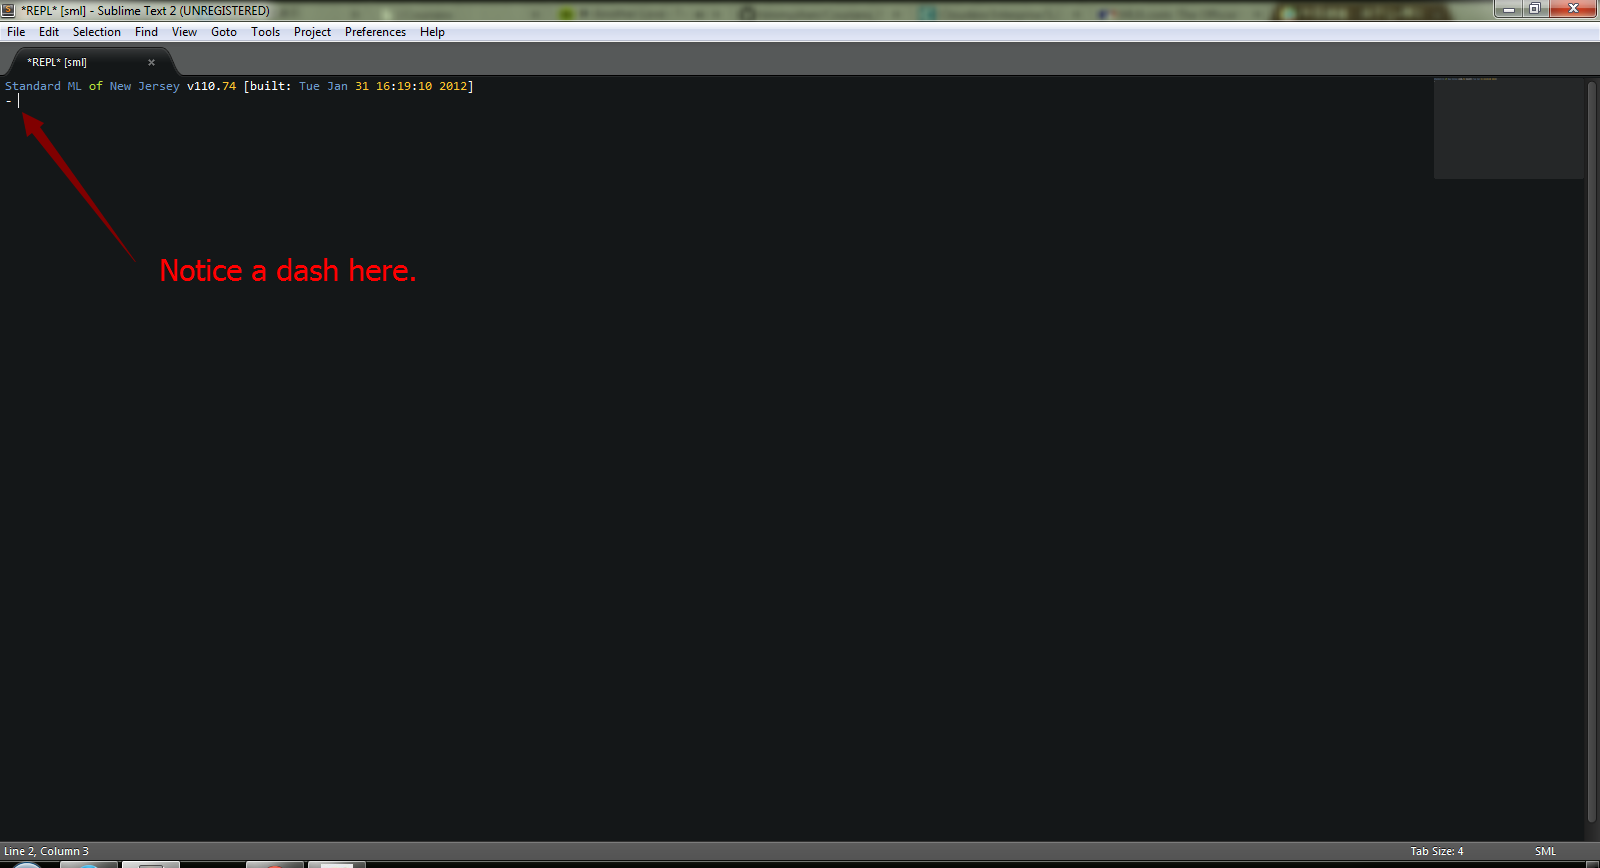 *REPL* [sml] - Sublime Text 2 (UNREGISTERED)
File Edit Selection Find View Goto Tools Project Preferences Help
*REPL* [sml]
Standard ML of New Jersey v110.74 [built: Tue Jan 31 16:19:10 2012]
-
Notice a dash here.
Line 2, Column 3 Tab Size: 4 SML